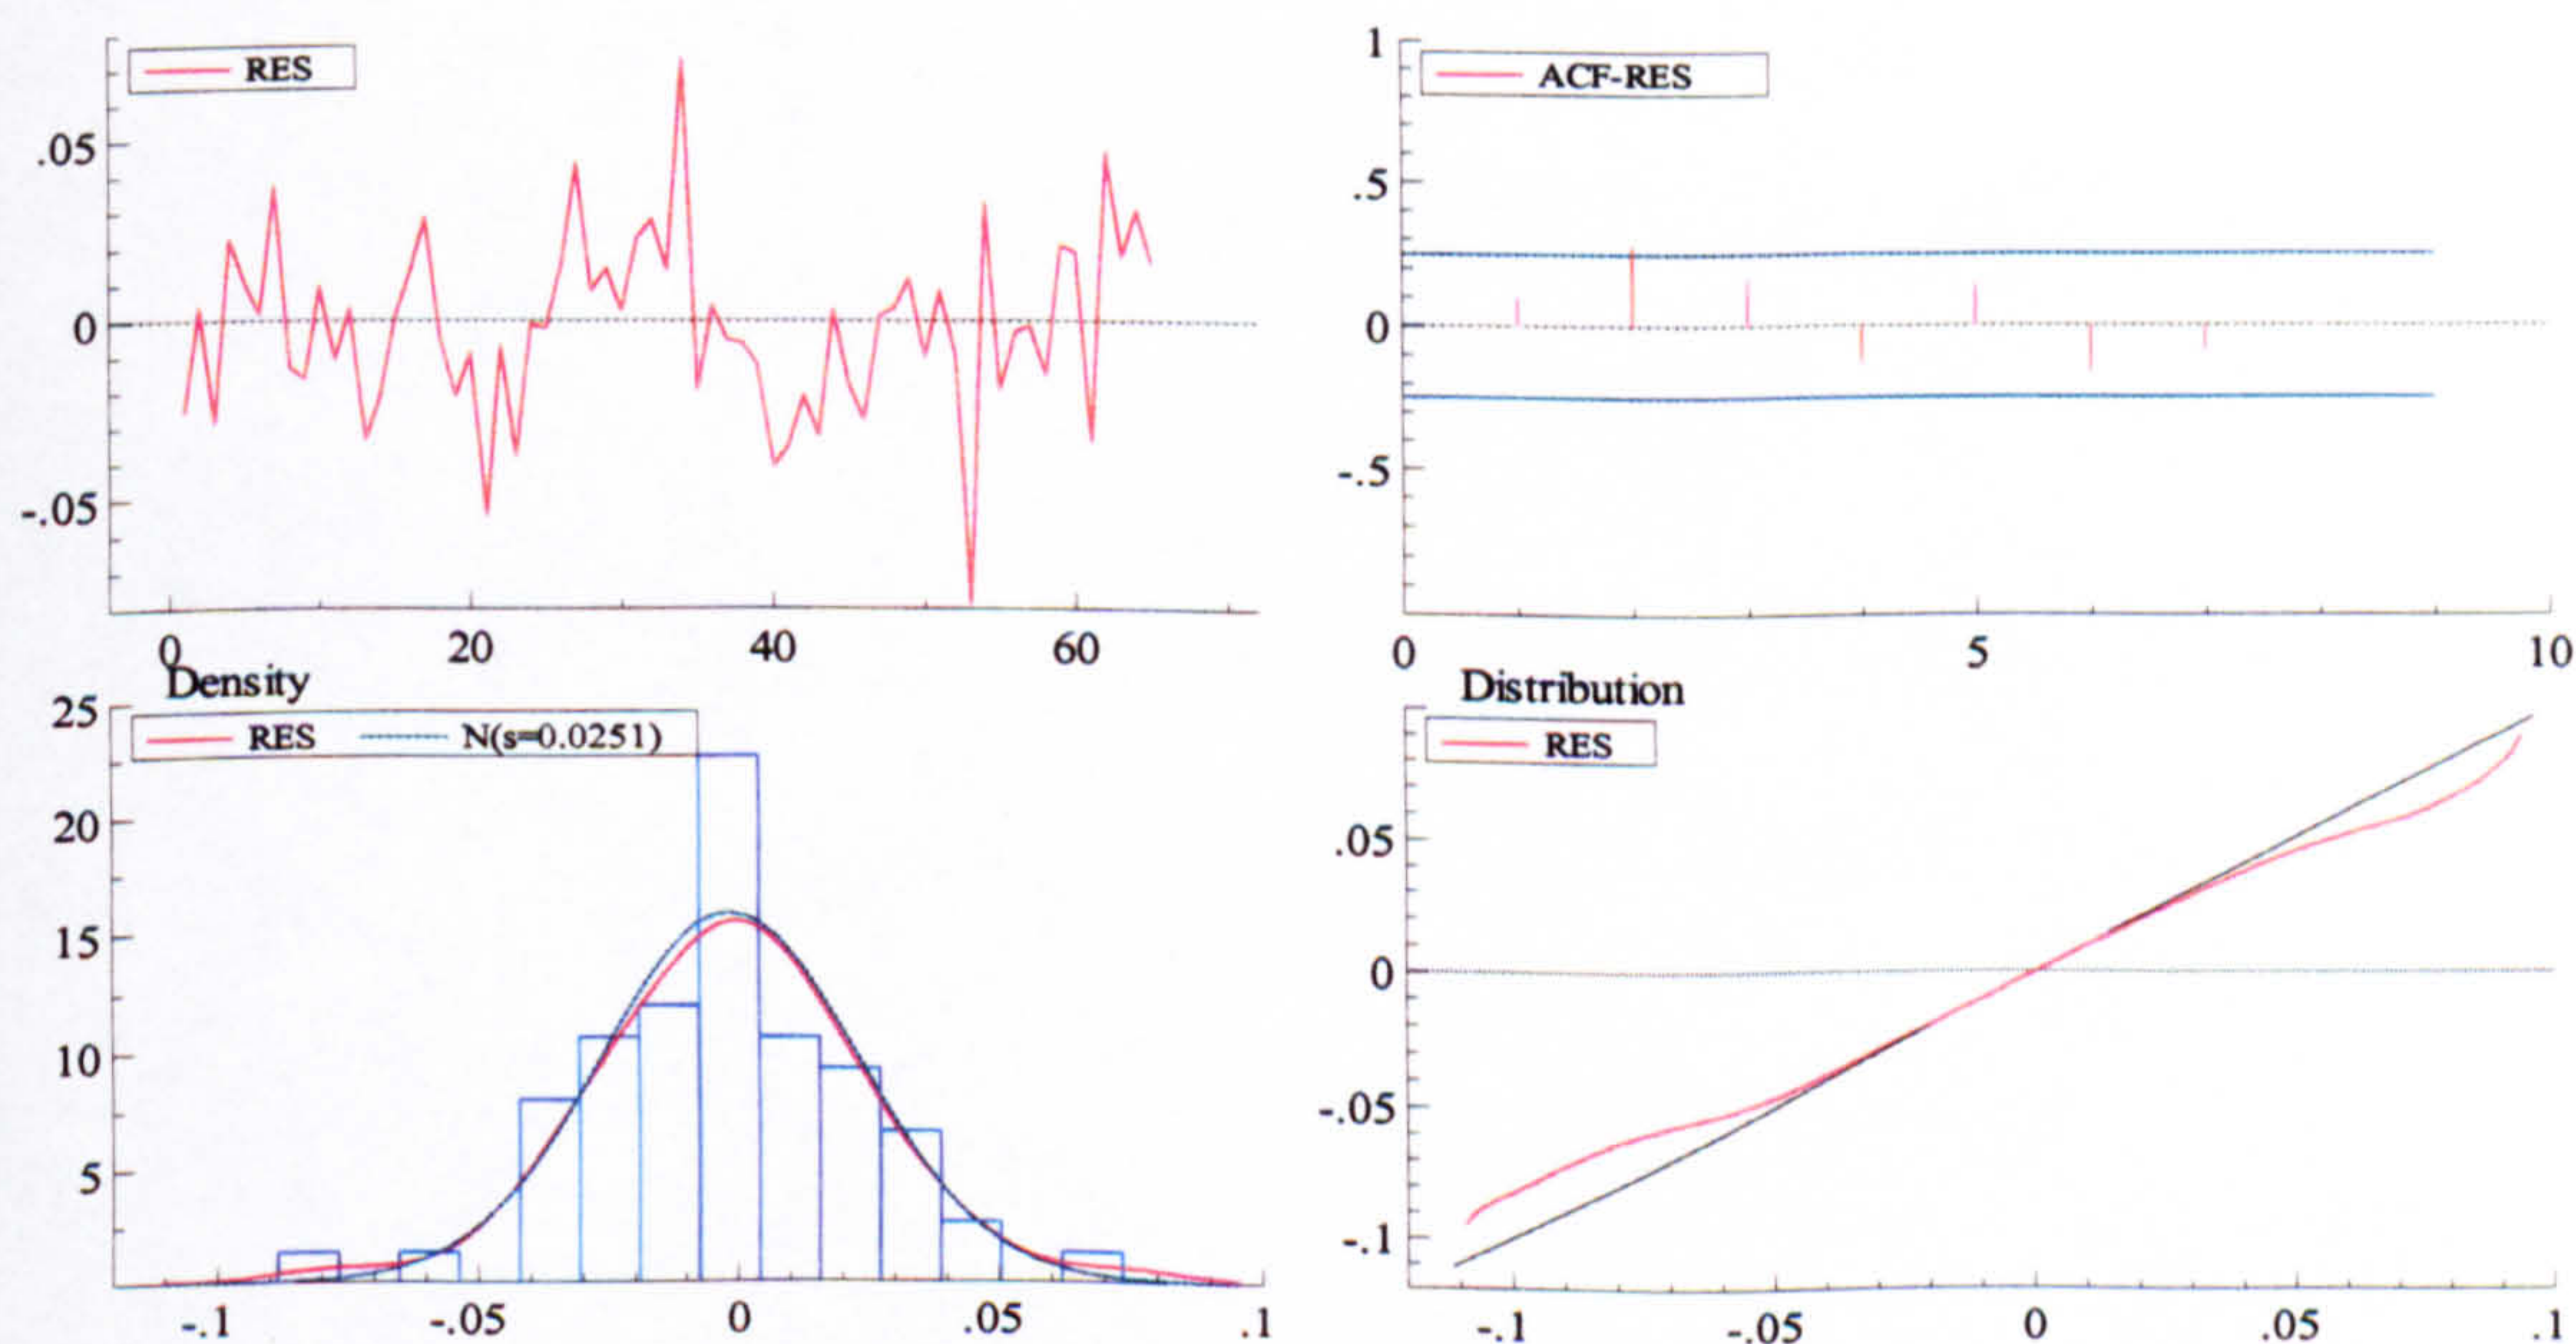 RES
.05
0
-.05
0 20 40 60
ACF-RES
1
.5
0
-.5
0 5 10
Density
RES N(s=0.0251)
25
20
15
10
5
-.1 -.05 0 .05 .1
Distribution
RES
.05
0
-.05
-.1
-.1 -.05 0 .05 .1